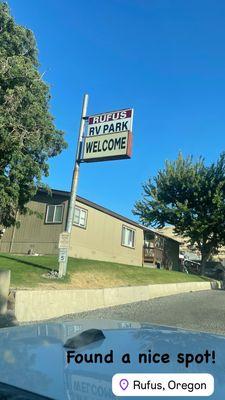 RUFUS
RV PARK
WELCOME
Found a nice spot!
Rufus, Oregon